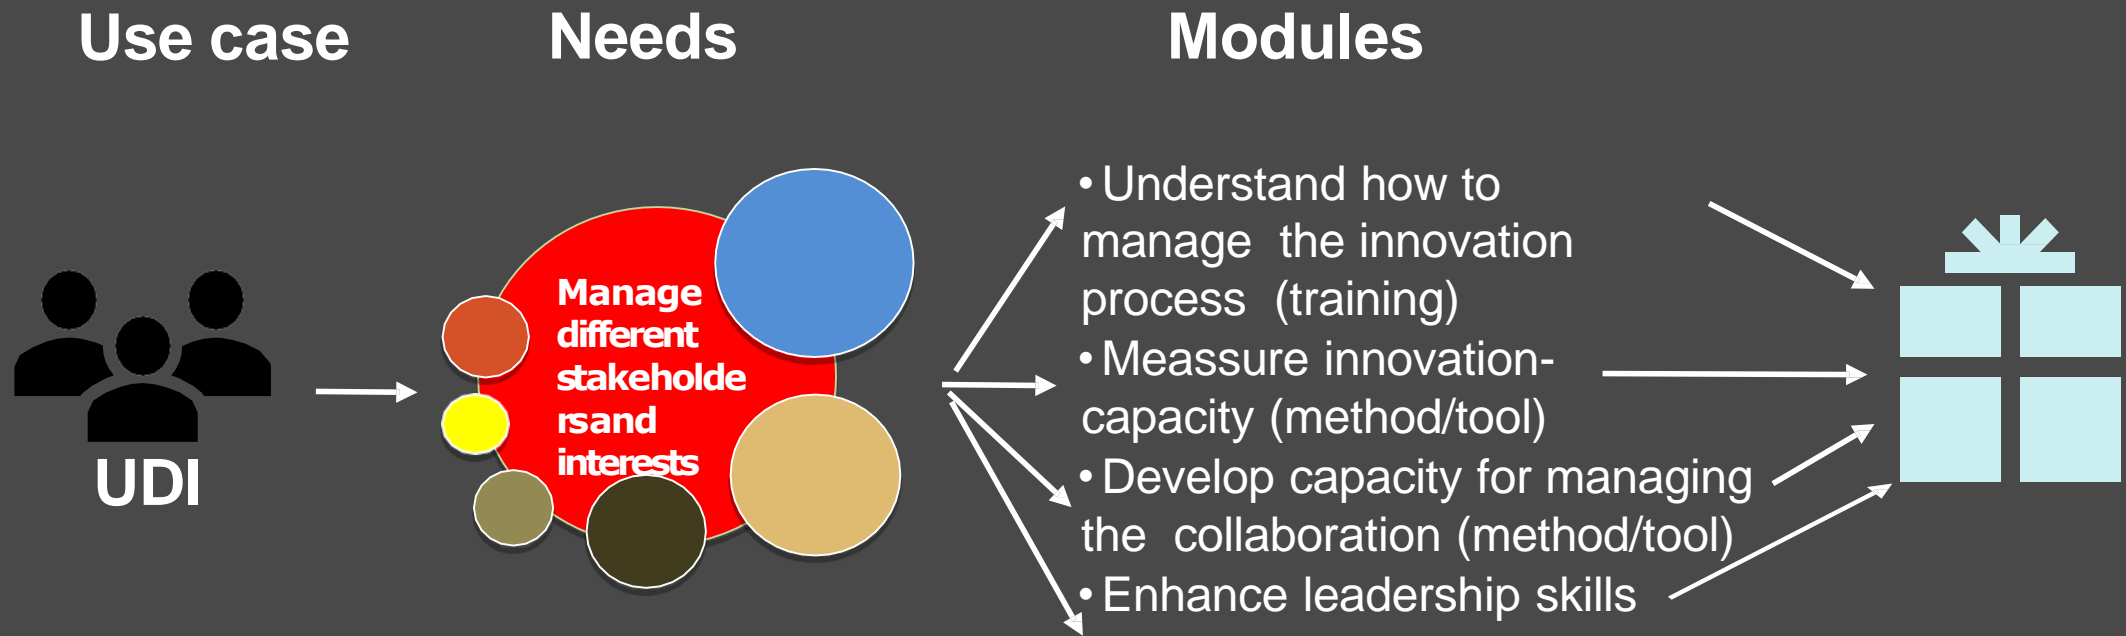 Use case
Needs
Modules
UDI
Manage
different
stakeholde
rsand
interests
•Understand how to
manage the innovation
process (training)
•Meassure innovation-
capacity (method/tool)
•Develop capacity for managing
the collaboration (method/tool)
•Enhance leadership skills